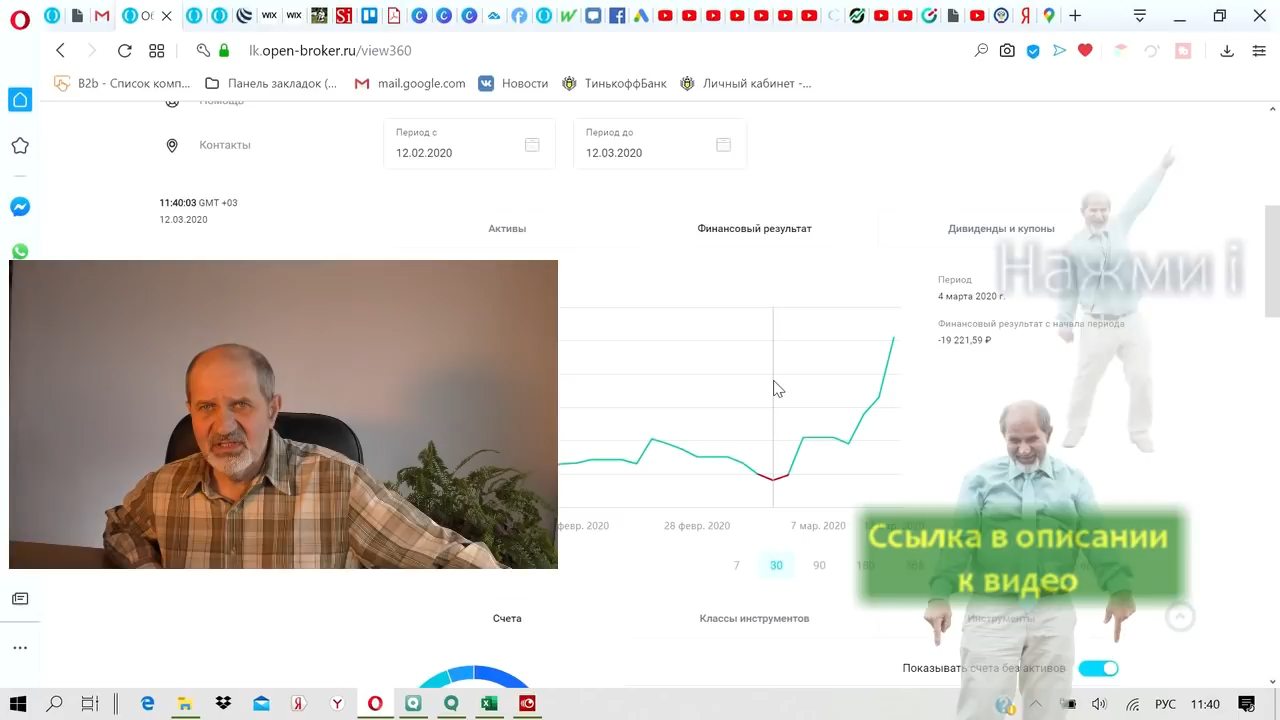 WIX
WIX
Si
lk.open-broker.ru/view360
B2b - Список комп...
Панель закладок (...
mail.google.com
Новости
ТинькоффБанк
Личный кабинет -...
Помощь
Контакты
11:40:03 GMT +03
12.03.2020
Период с
12.02.2020
Период до
12.03.2020
Активы
Финансовый результат
Дивиденды и купоны
Нажми i
Период
4 марта 2020 г.
Финансовый результат с начала периода
-19 221,59 ₽
февр. 2020
28 февр. 2020
7 мар. 2020
7
30
90
Ссылка в описании
к видео
Счета
Классы инструментов
Инструменты
Показывать счета без активов
РУС
11:40